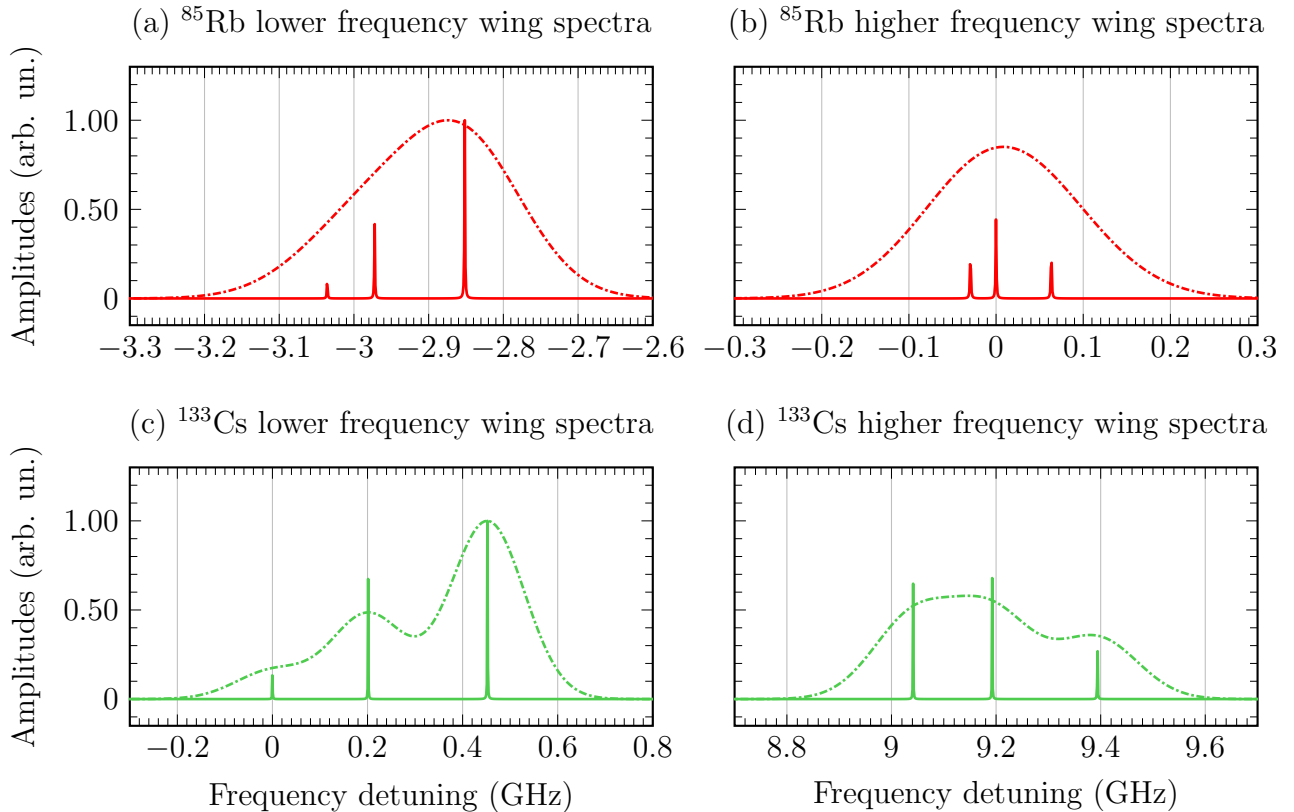 (a) ⁸⁵Rb lower frequency wing spectra
(b) ⁸⁵Rb higher frequency wing spectra
Amplitudes (arb. un.)
1.00
0.50
0
−3.3 −3.2 −3.1 −3 −2.9 −2.8 −2.7 −2.6
−0.3 −0.2 −0.1 0 0.1 0.2 0.3
(c) ¹³³Cs lower frequency wing spectra
(d) ¹³³Cs higher frequency wing spectra
Amplitudes (arb. un.)
1.00
0.50
0
−0.2 0 0.2 0.4 0.6 0.8
8.8 9 9.2 9.4 9.6
Frequency detuning (GHz)
Frequency detuning (GHz)